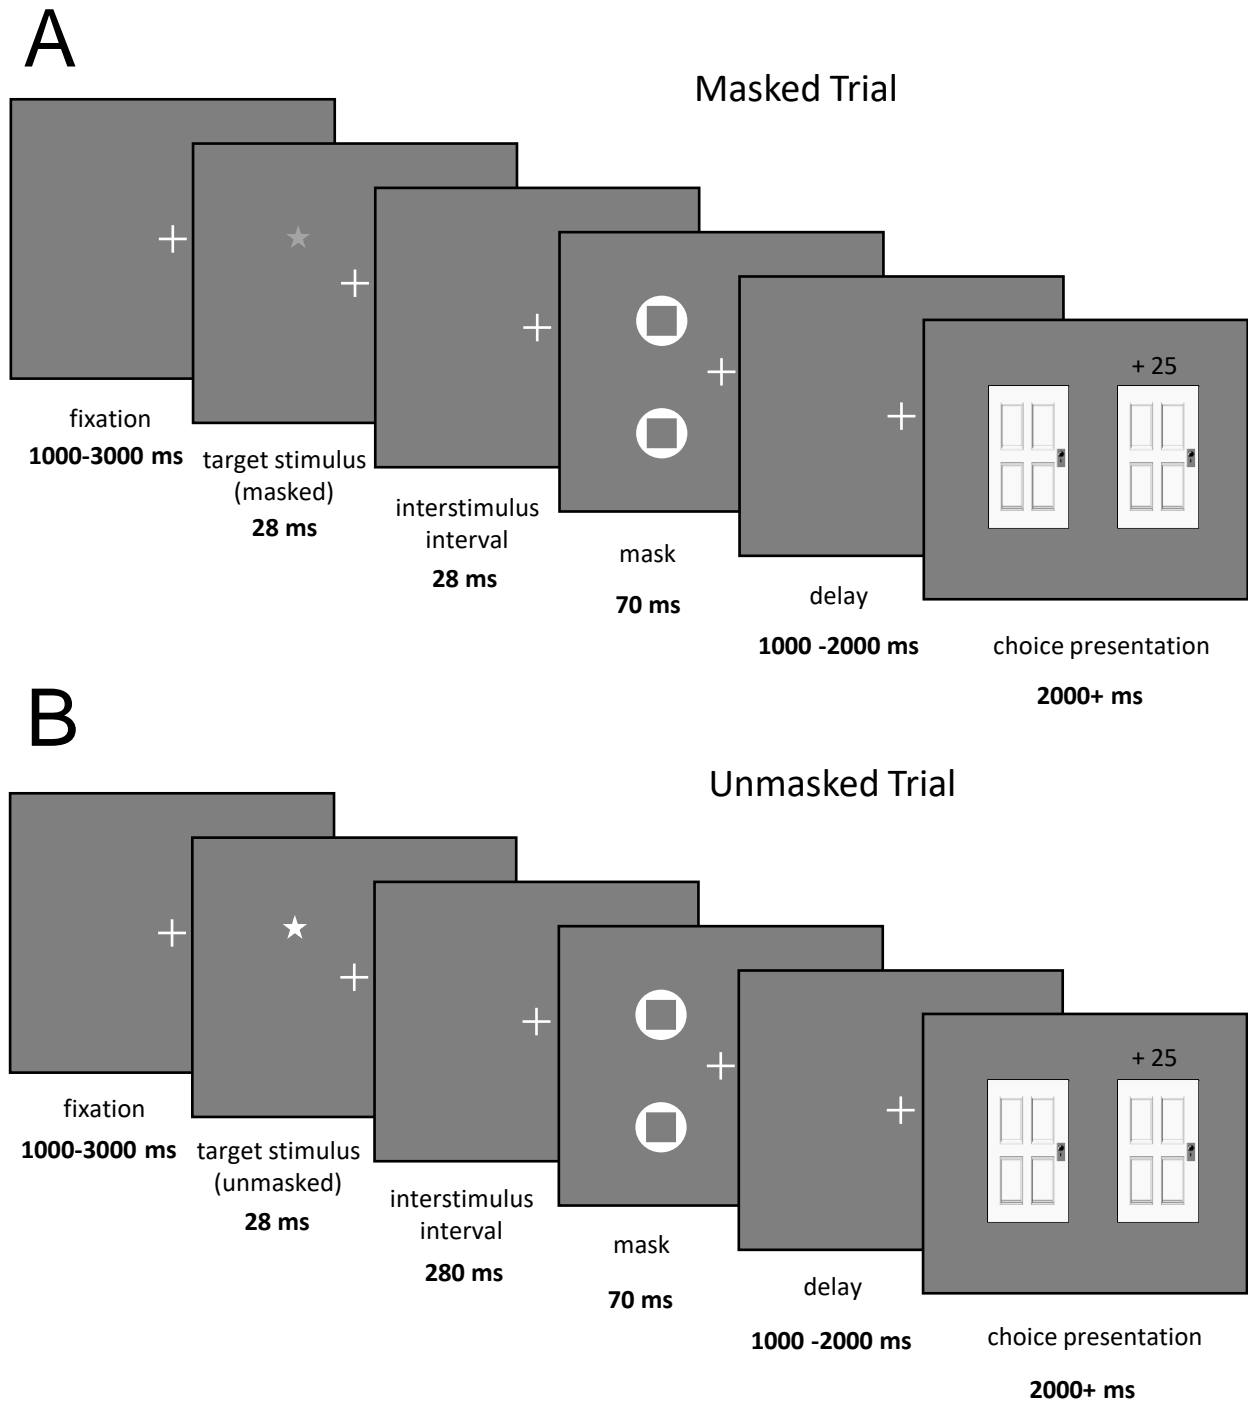 A
Masked Trial
fixation
1000-3000 ms
target stimulus
(masked)
28 ms
interstimulus
interval
28 ms
mask
70 ms
delay
1000 -2000 ms
+ 25
choice presentation
2000+ ms
B
Unmasked Trial
fixation
1000-3000 ms
target stimulus
(unmasked)
28 ms
interstimulus
interval
280 ms
mask
70 ms
delay
1000 -2000 ms
+ 25
choice presentation
2000+ ms